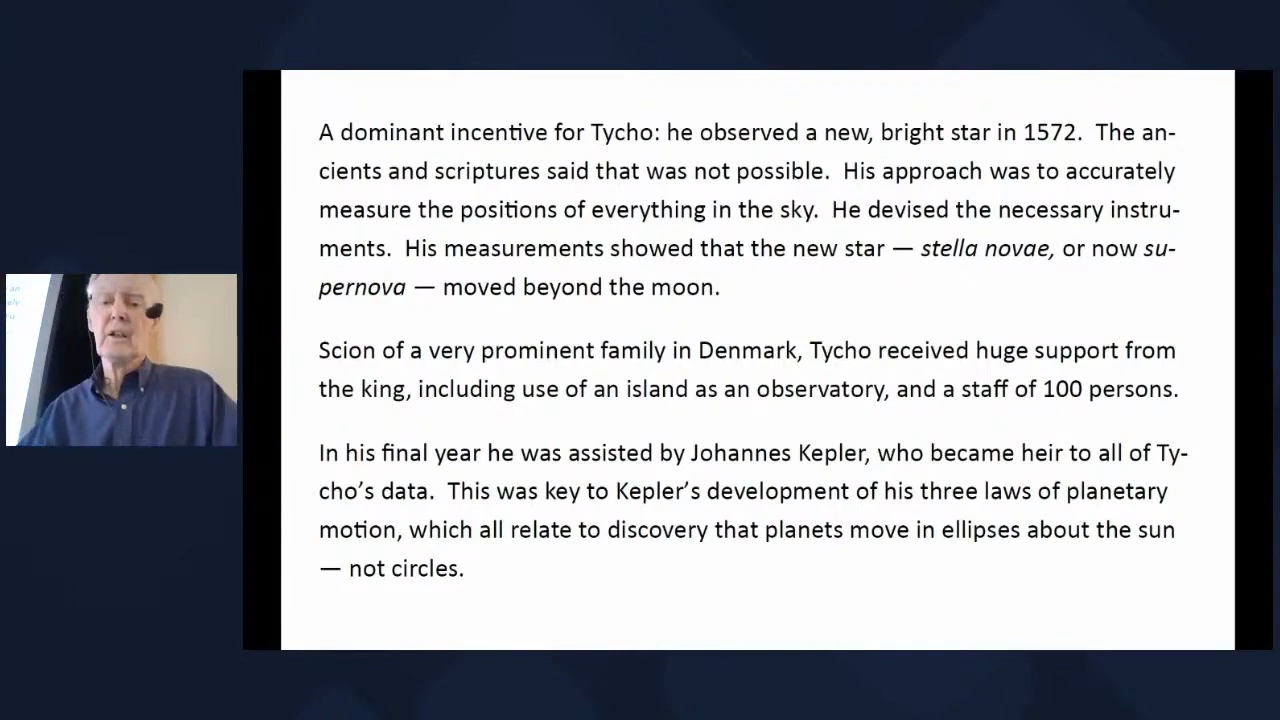 A dominant incentive for Tycho: he observed a new, bright star in 1572.  The an-
cients and scriptures said that was not possible.  His approach was to accurately
measure the positions of everything in the sky.  He devised the necessary instru-
ments.  His measurements showed that the new star — stella novae, or now su-
pernova — moved beyond the moon.
Scion of a very prominent family in Denmark, Tycho received huge support from
the king, including use of an island as an observatory, and a staff of 100 persons.
In his final year he was assisted by Johannes Kepler, who became heir to all of Ty-
cho’s data.  This was key to Kepler’s development of his three laws of planetary
motion, which all relate to discovery that planets move in ellipses about the sun
— not circles.